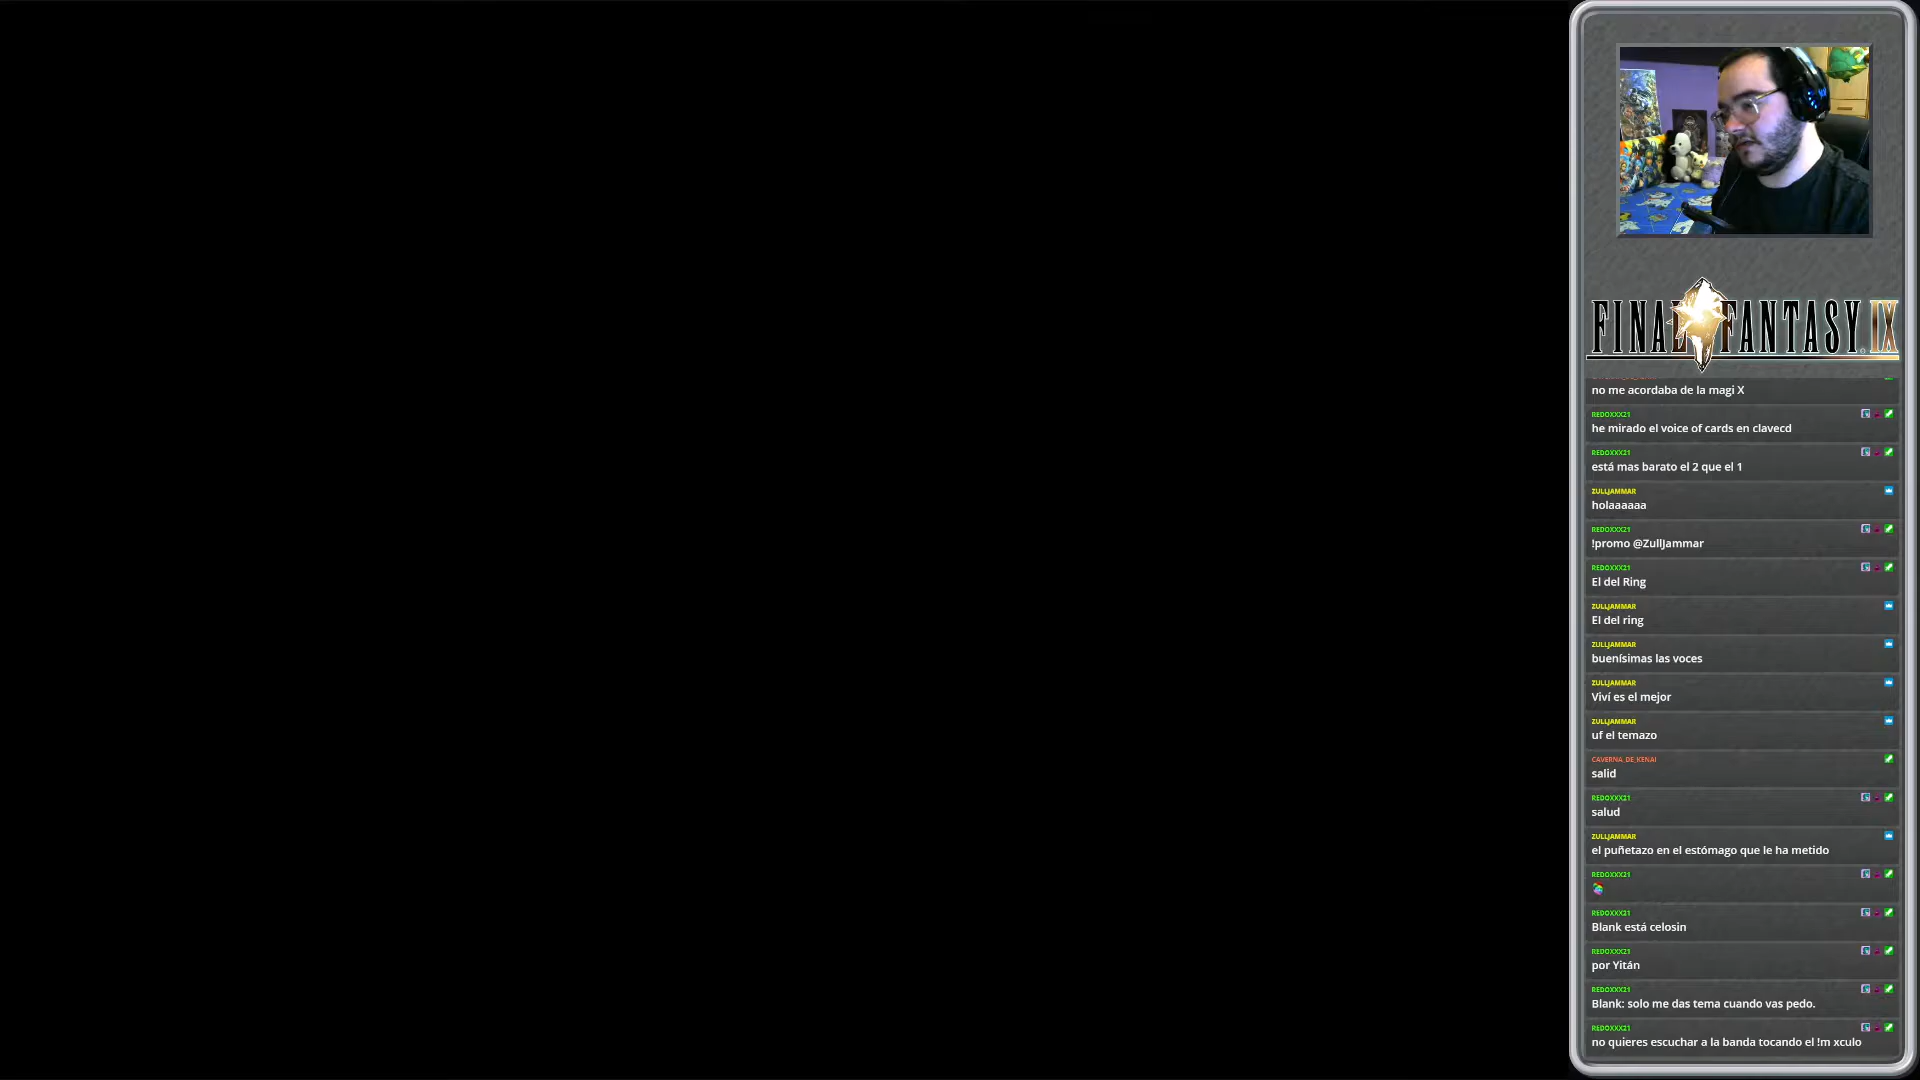 FINAL FANTASY IX
no me acordaba de la magi X
REDOXXX21
he mirado el voice of cards en clavecd
REDOXXX21
está mas barato el 2 que el 1
ZULLJAMMAR
holaaaaaa
REDOXXX21
!promo @ZullJammar
REDOXXX21
El del Ring
ZULLJAMMAR
El del ring
ZULLJAMMAR
buenísimas las voces
ZULLJAMMAR
Viví es el mejor
ZULLJAMMAR
uf el temazo
CAVERNA_DE_KENAI
salid
REDOXXX21
salud
ZULLJAMMAR
el puñetazo en el estómago que le ha metido
REDOXXX21
REDOXXX21
Blank está celosin
REDOXXX21
por Yitán
REDOXXX21
Blank: solo me das tema cuando vas pedo.
REDOXXX21
no quieres escuchar a la banda tocando el !m xculo